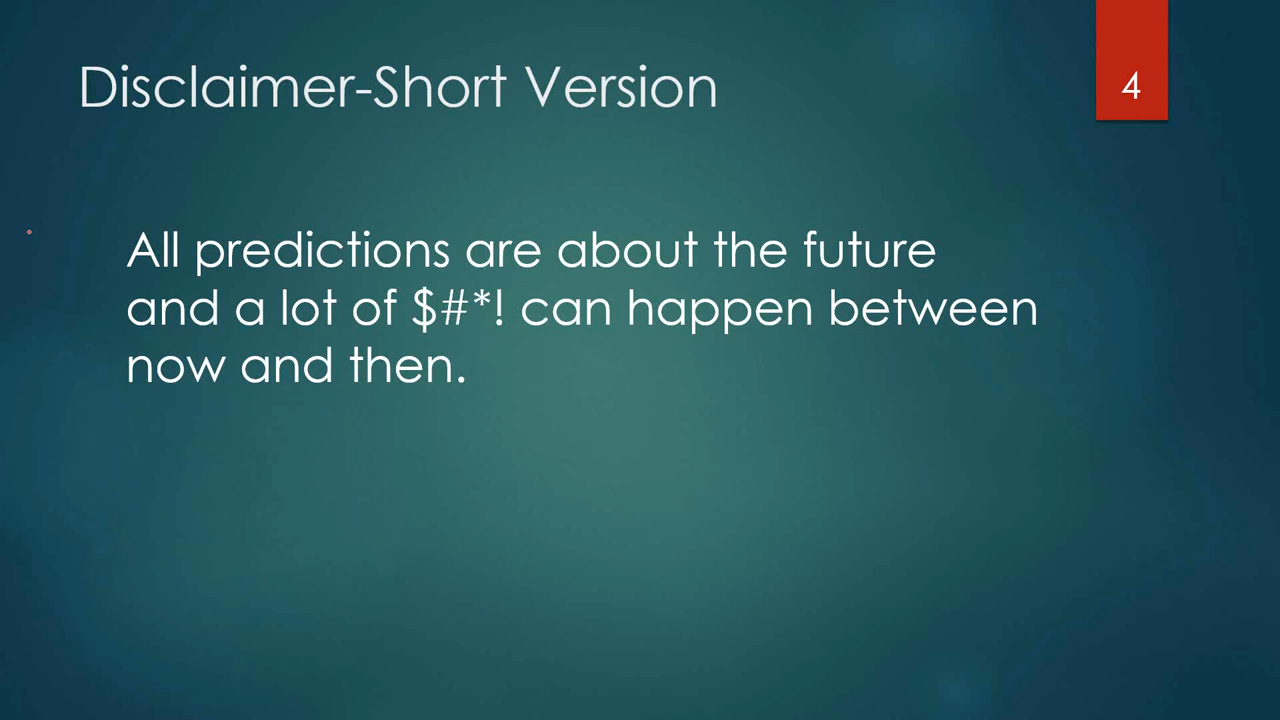 Disclaimer-Short Version
4
All predictions are about the future
and a lot of $#*! can happen between
now and then.